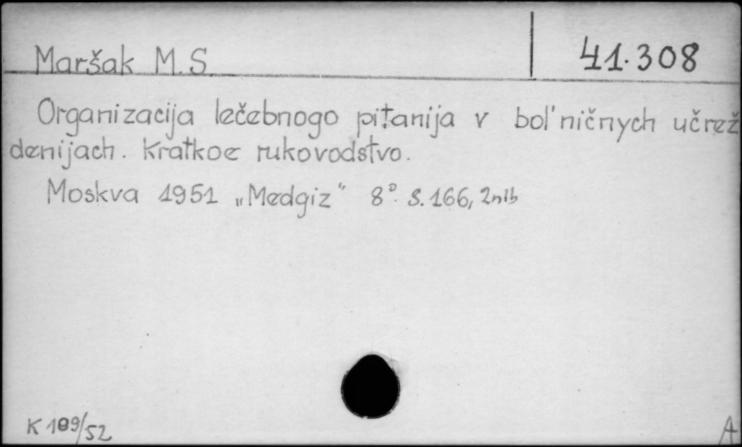 Maršak M.S. 41.308
Organizacija lečebnogo pitanija v bol'ničnych učrež
denijach. Kratkoe rukovodstvo.
Moskva 1951 „Medgiz" 8° S. 166, 2nlb
K 109/52 A